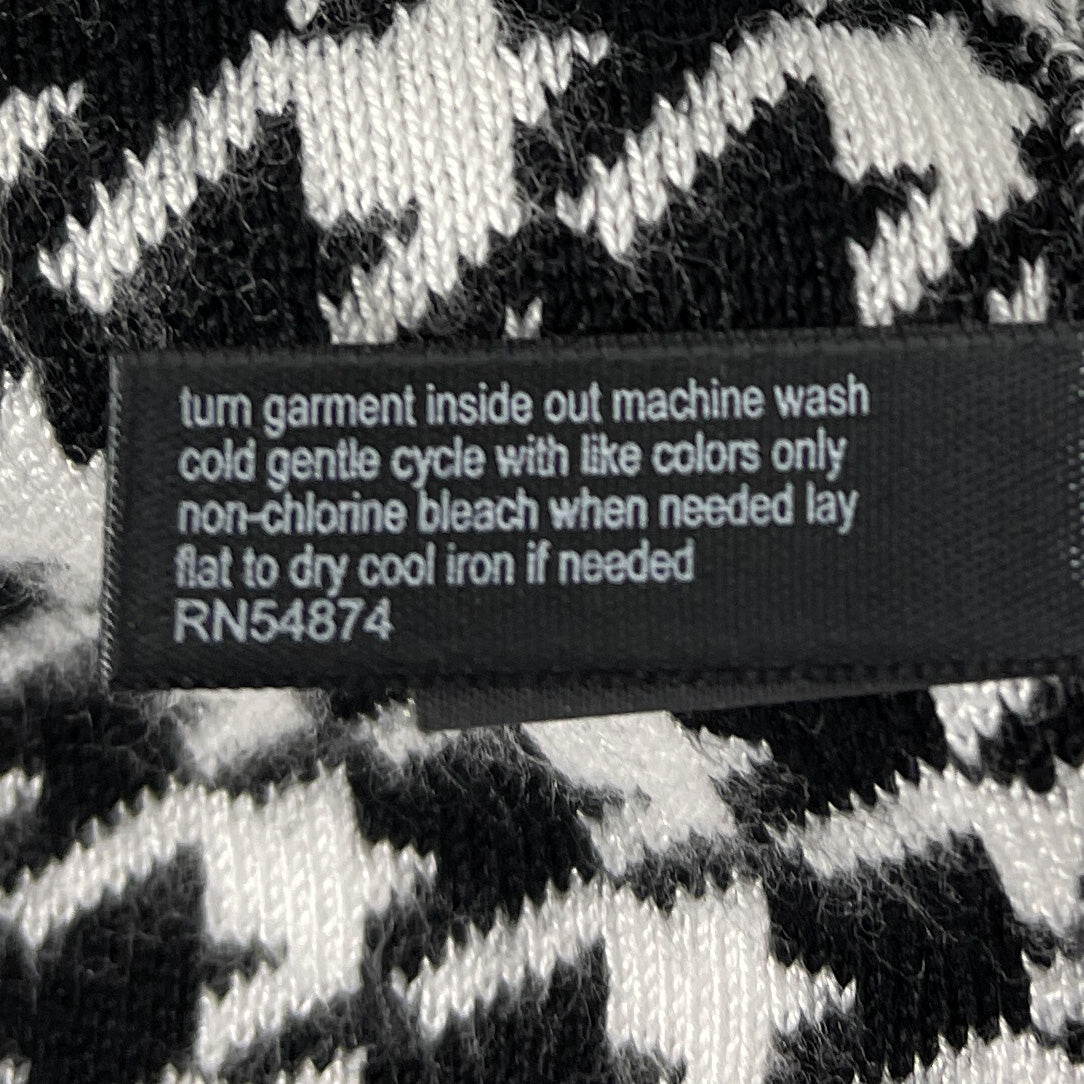 turn garment inside out machine wash
cold gentle cycle with like colors only
non-chlorine bleach when needed lay
flat to dry cool iron if needed
RN54874